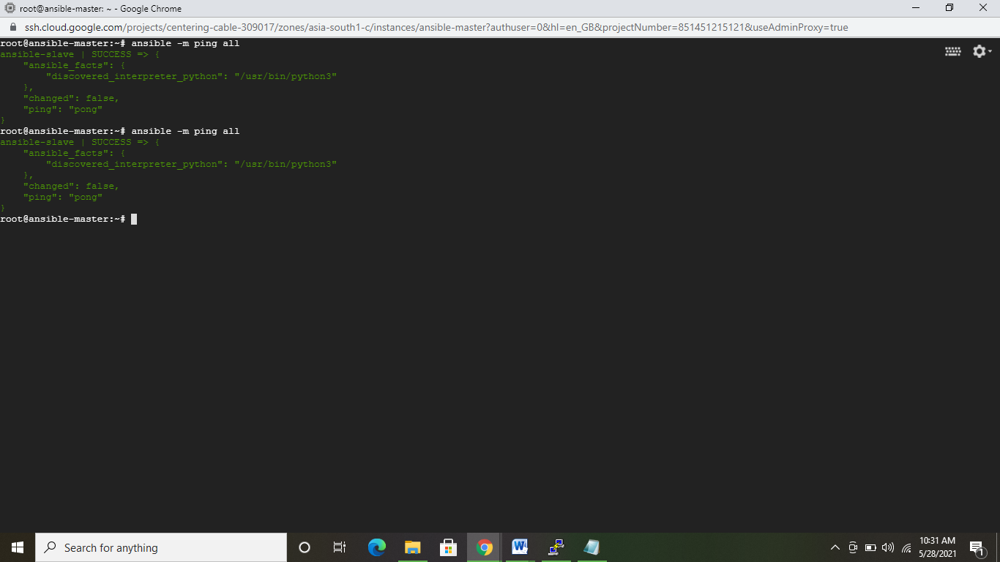 root@ansible-master: ~ - Google Chrome
ssh.cloud.google.com/projects/centering-cable-309017/zones/asia-south1-c/instances/ansible-master?authuser=0&hl=en_GB&projectNumber=851451215121&useAdminProxy=true
root@ansible-master:~# ansible -m ping all
ansible-slave | SUCCESS => {
    "ansible_facts": {
        "discovered_interpreter_python": "/usr/bin/python3"
    },
    "changed": false,
    "ping": "pong"
}
root@ansible-master:~# ansible -m ping all
ansible-slave | SUCCESS => {
    "ansible_facts": {
        "discovered_interpreter_python": "/usr/bin/python3"
    },
    "changed": false,
    "ping": "pong"
}
root@ansible-master:~#
Search for anything
W
10:31 AM
5/28/2021
1